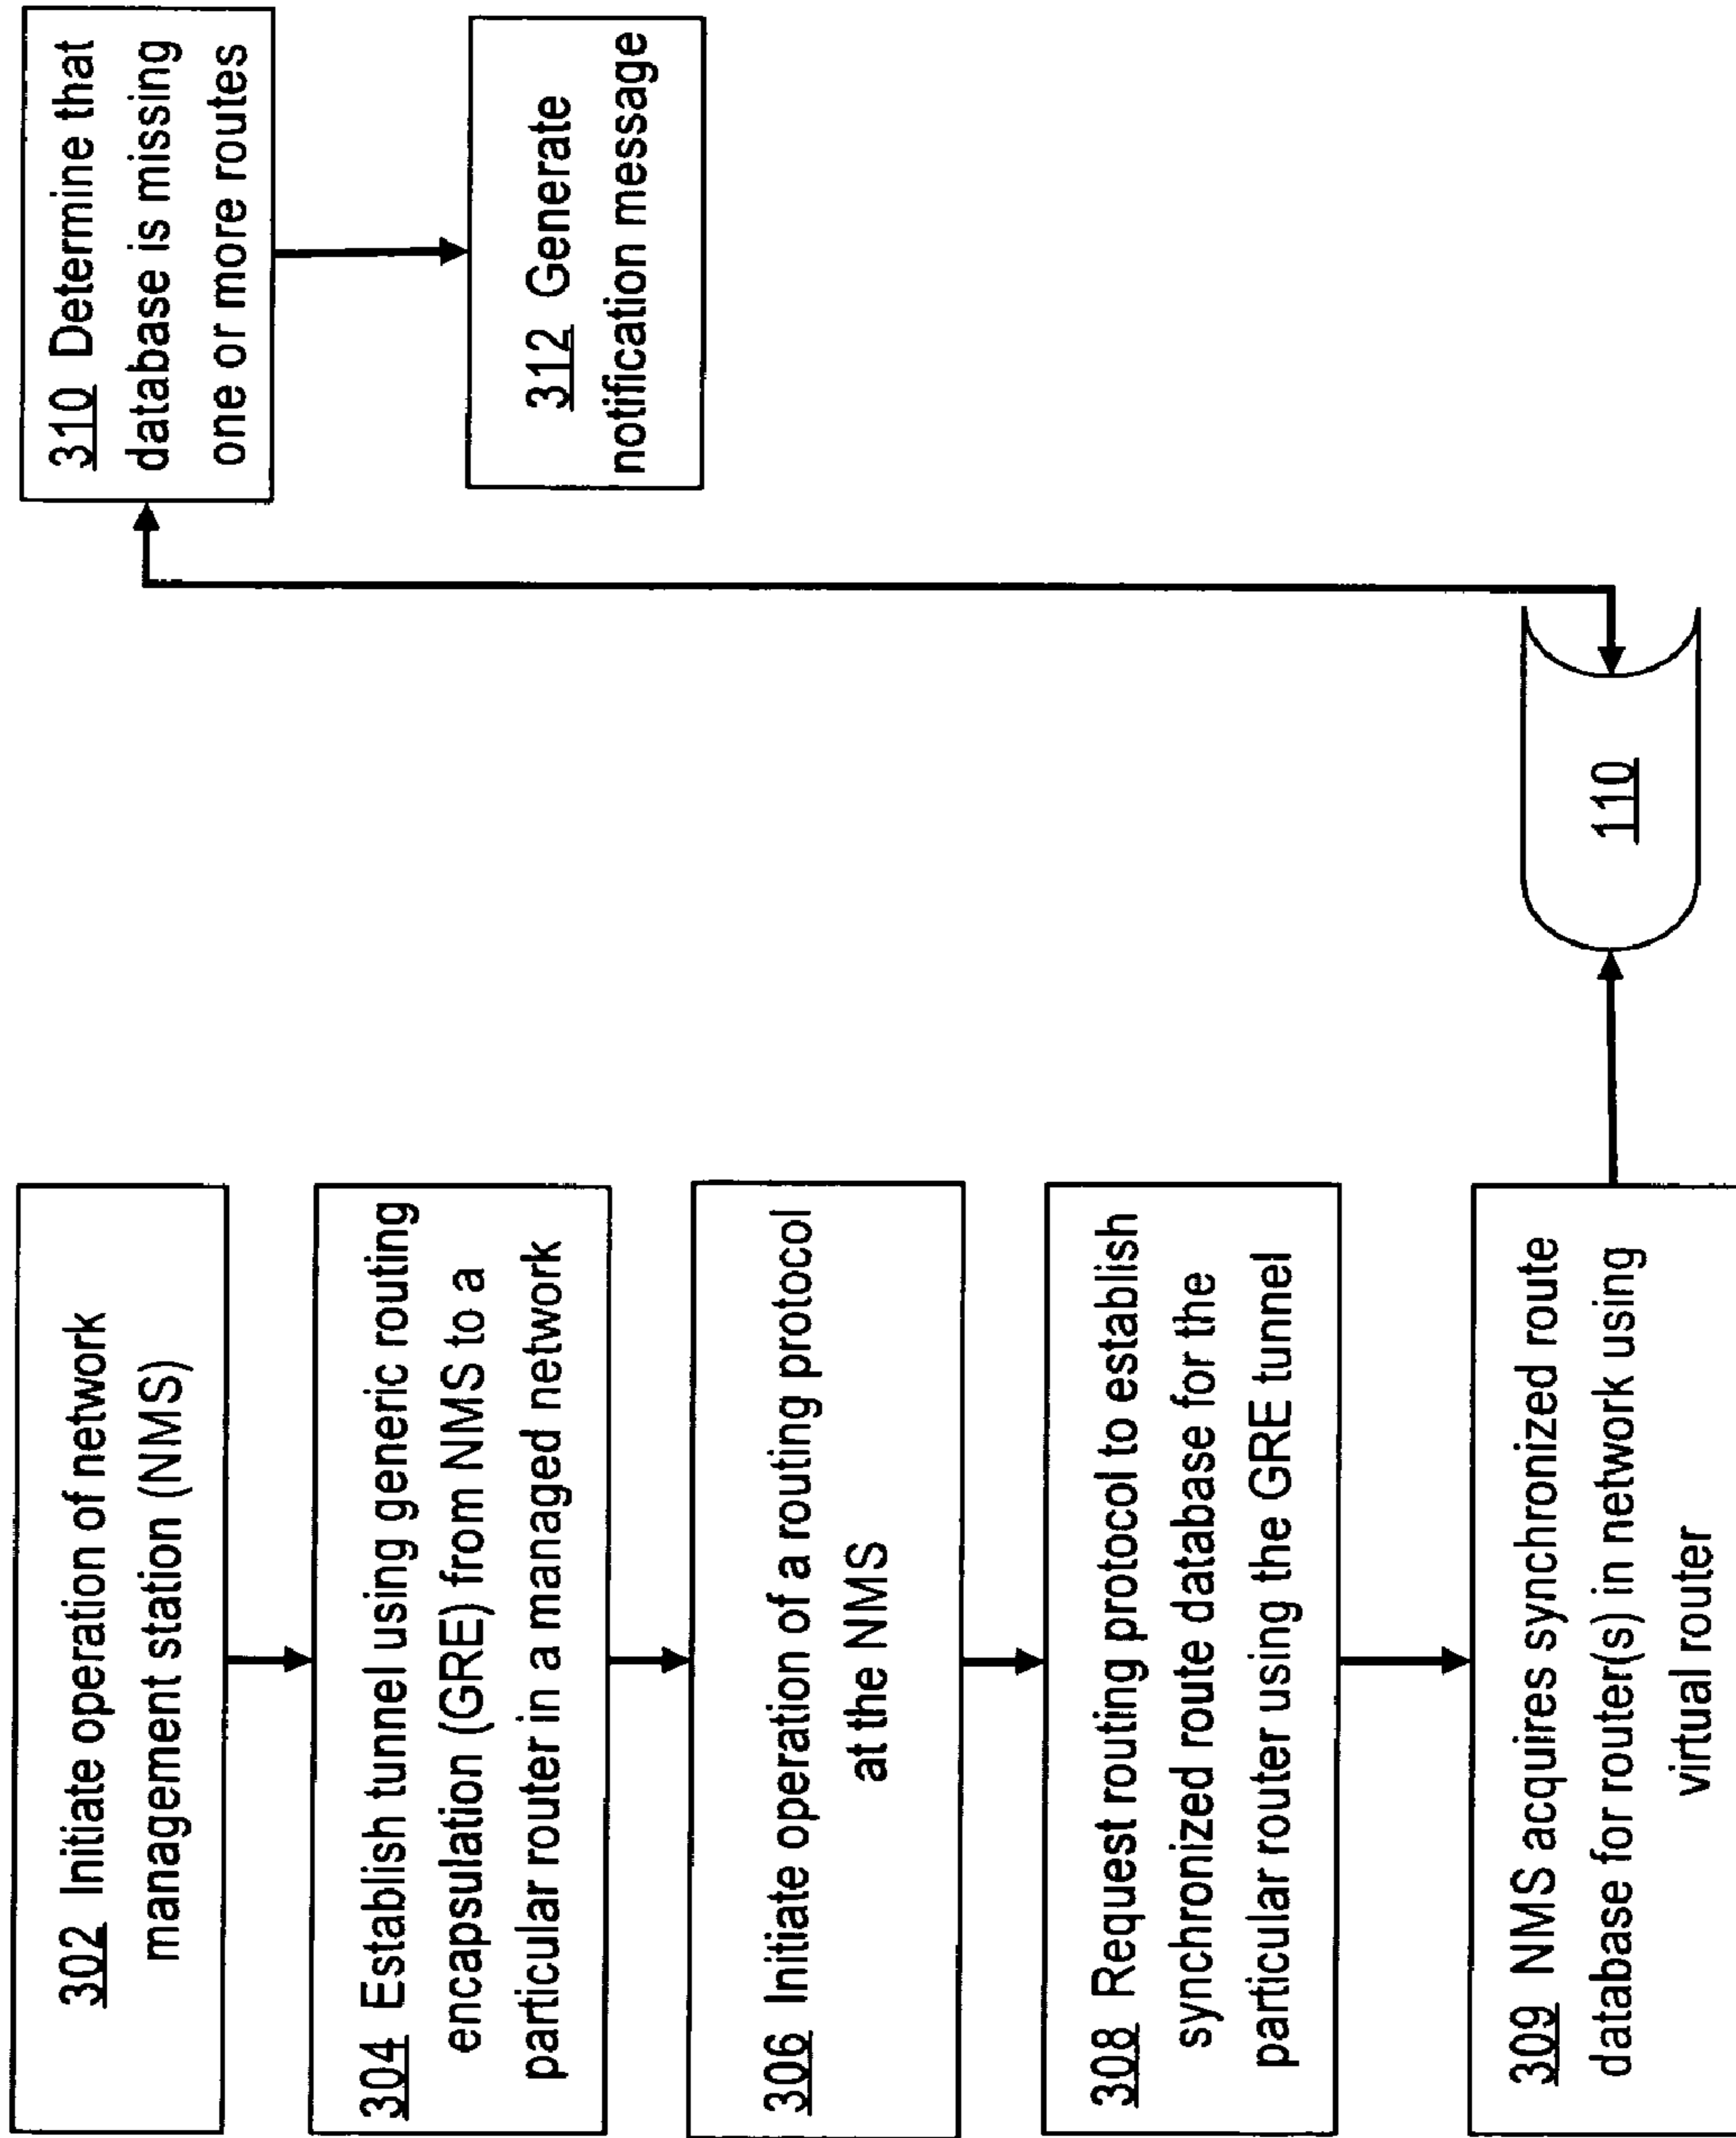 302 Initiate operation of network
management station (NMS)
304 Establish tunnel using generic routing
encapsulation (GRE) from NMS to a
particular router in a managed network
306 Initiate operation of a routing protocol
at the NMS
308 Request routing protocol to establish
synchronized route database for the
particular router using the GRE tunnel
309 NMS acquires synchronized route
database for router(s) in network using
virtual router
110
310 Determine that
database is missing
one or more routes
312 Generate
notification message